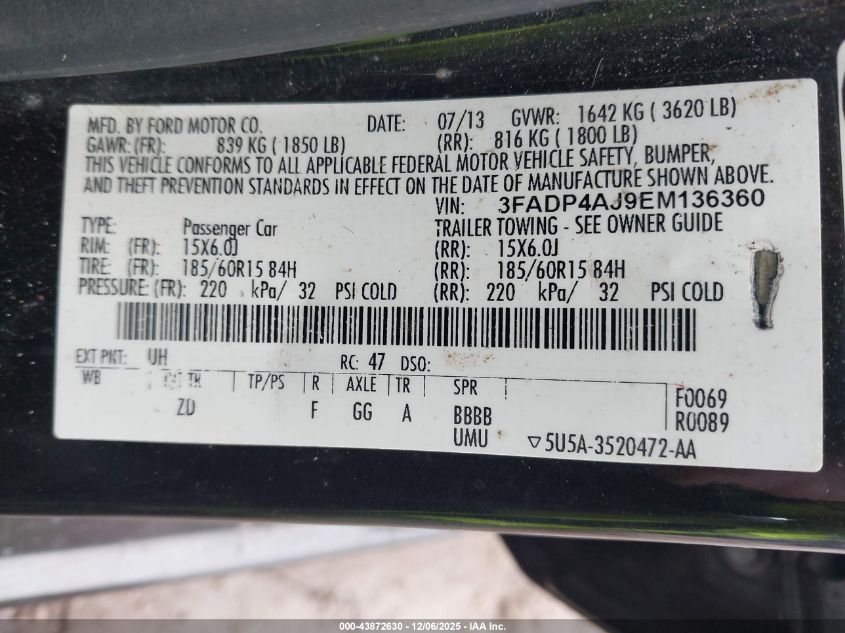 MFD. BY FORD MOTOR CO. DATE: 07/13 GVWR: 1642 KG ( 3620 LB)
GAWR: (FR): 839 KG ( 1850 LB) (RR): 816 KG ( 1800 LB)
THIS VEHICLE CONFORMS TO ALL APPLICABLE FEDERAL MOTOR VEHICLE SAFETY, BUMPER,
AND THEFT PREVENTION STANDARDS IN EFFECT ON THE DATE OF MANUFACTURE SHOWN ABOVE.
VIN: 3FADP4AJ9EM136360
TYPE: Passenger Car TRAILER TOWING - SEE OWNER GUIDE
RIM: (FR): 15X6.0J (RR): 15X6.0J
TIRE: (FR): 185/60R15 84H (RR): 185/60R15 84H
PRESSURE: (FR): 220 kPa/ 32 PSI COLD (RR): 220 kPa/ 32 PSI COLD
EXT PNT: UH RC: 47 DSO:
WB INT TR TP/PS R AXLE TR SPR F0069
ZD F GG A BBBB R0089
UMU ▽5U5A-3520472-AA
000-43872630 - 12/06/2025 - IAA Inc.